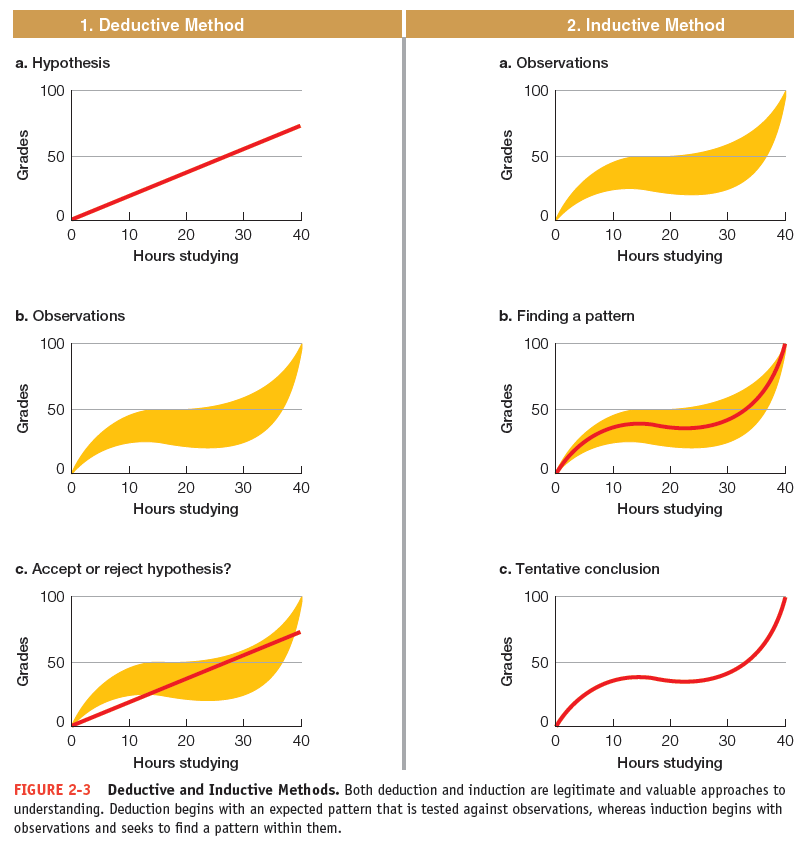 1. Deductive Method
a. Hypothesis
100
50
0
Grades
0 10 20 30 40
Hours studying
b. Observations
100
50
0
Grades
0 10 20 30 40
Hours studying
c. Accept or reject hypothesis?
100
50
0
Grades
0 10 20 30 40
Hours studying
2. Inductive Method
a. Observations
100
50
0
Grades
0 10 20 30 40
Hours studying
b. Finding a pattern
100
50
0
Grades
0 10 20 30 40
Hours studying
c. Tentative conclusion
100
50
0
Grades
0 10 20 30 40
Hours studying
FIGURE 2-3 Deductive and Inductive Methods. Both deduction and induction are legitimate and valuable approaches to
understanding. Deduction begins with an expected pattern that is tested against observations, whereas induction begins with
observations and seeks to find a pattern within them.